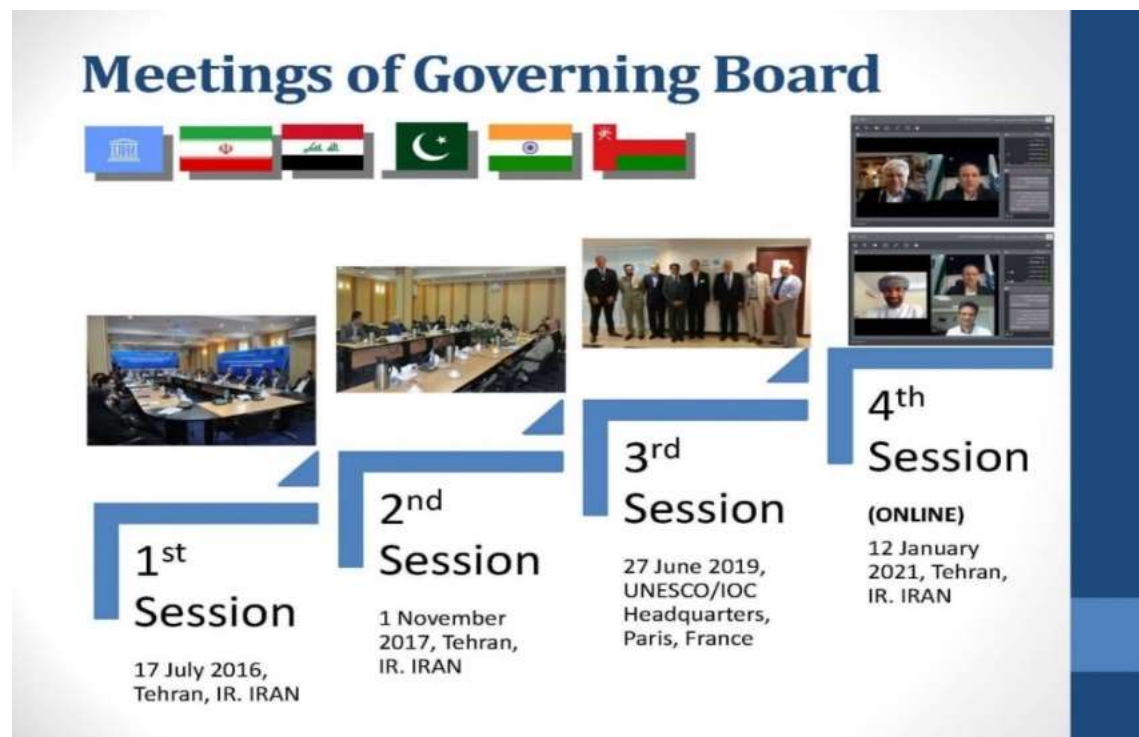 Meetings of Governing Board
1st
Session
17 July 2016,
Tehran, IR. IRAN
2nd
Session
1 November
2017, Tehran,
IR. IRAN
3rd
Session
27 June 2019,
UNESCO/IOC
Headquarters,
Paris, France
4th
Session
(ONLINE)
12 January
2021, Tehran,
IR. IRAN